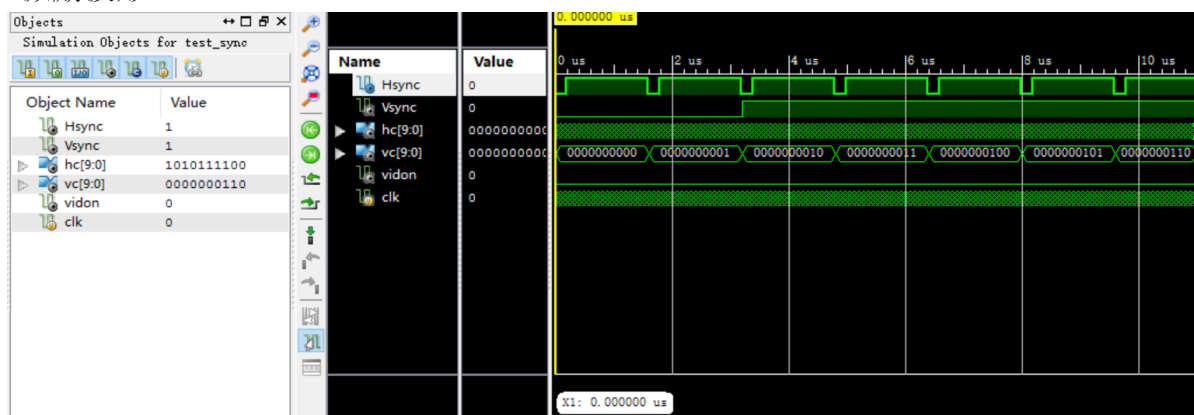 Objects
Simulation Objects for test_sync
Object Name Value
Hsync 1
Vsync 1
hc[9:0] 1010111100
vc[9:0] 0000000110
vidon 0
clk 0
Name Value
Hsync 0
Vsync 0
hc[9:0] 0000000000
vc[9:0] 0000000000
vidon 0
clk 0
0.000000 us
0 us 2 us 4 us 6 us 8 us 10 us
0000000000 0000000001 0000000010 0000000011 0000000100 0000000101 0000000110
X1: 0.000000 us